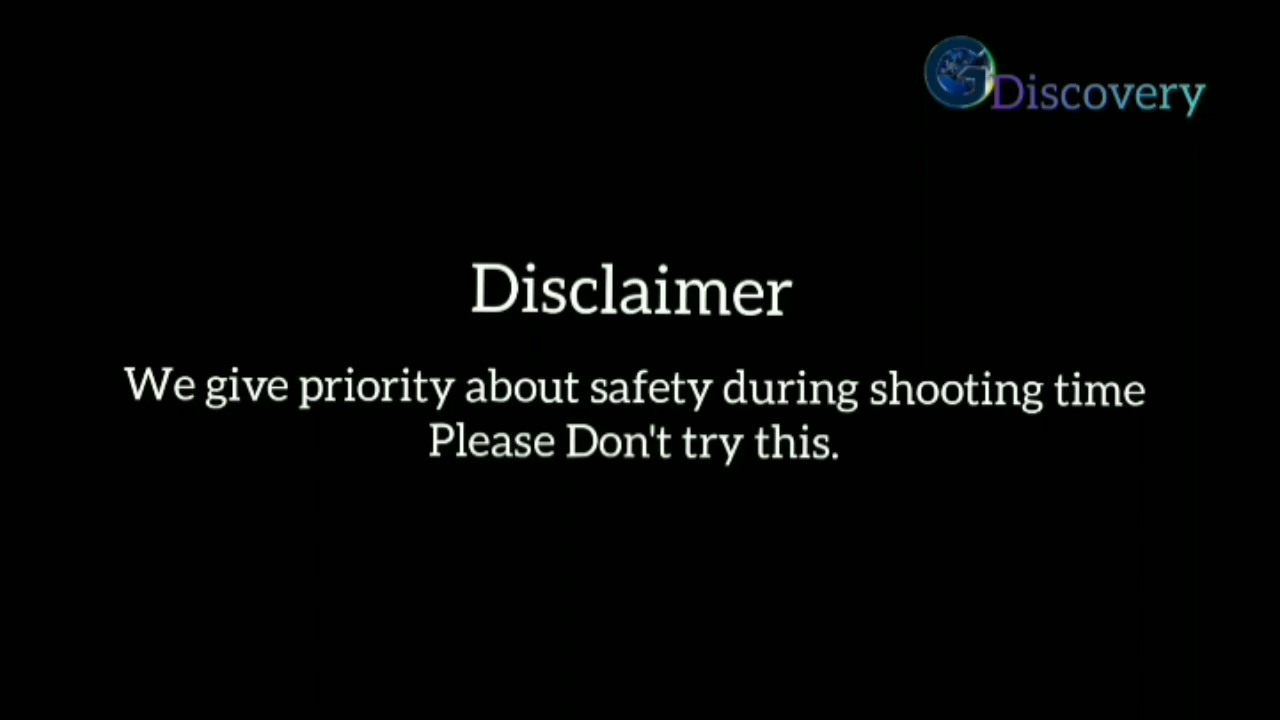 G Discovery
Disclaimer
We give priority about safety during shooting time
Please Don't try this.